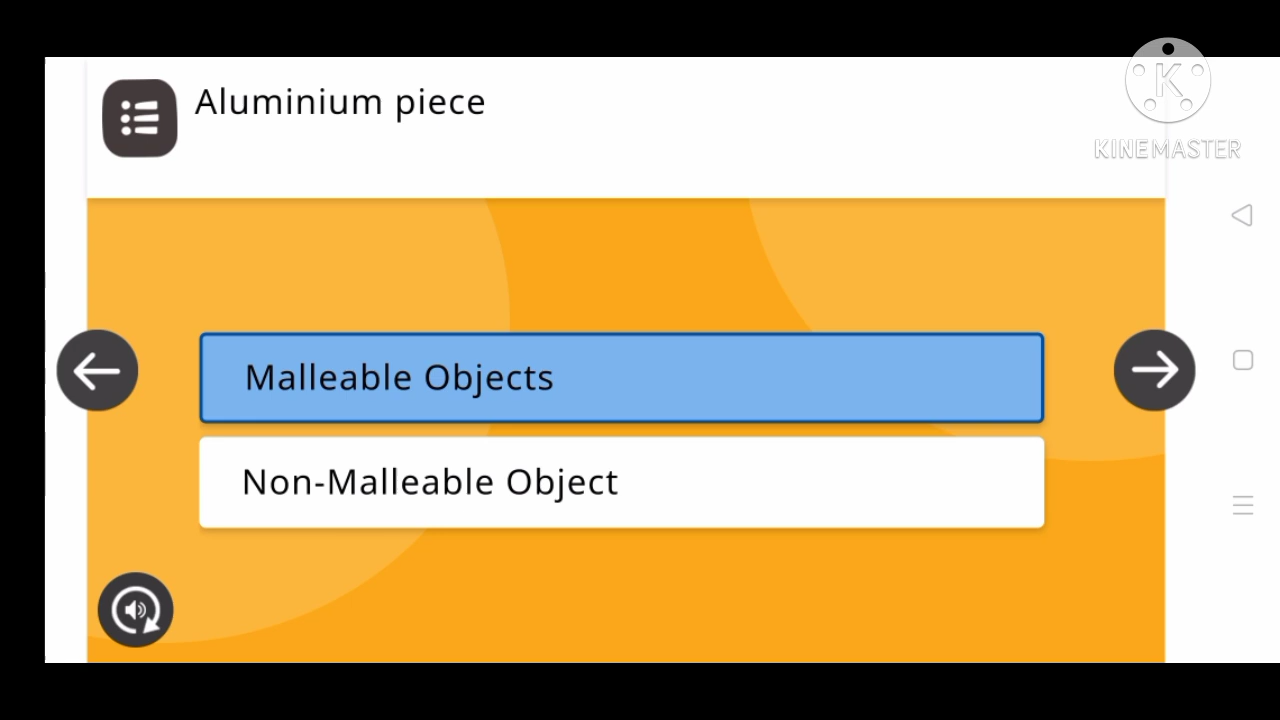 Aluminium piece
K
KINEMASTER
Malleable Objects
Non-Malleable Object